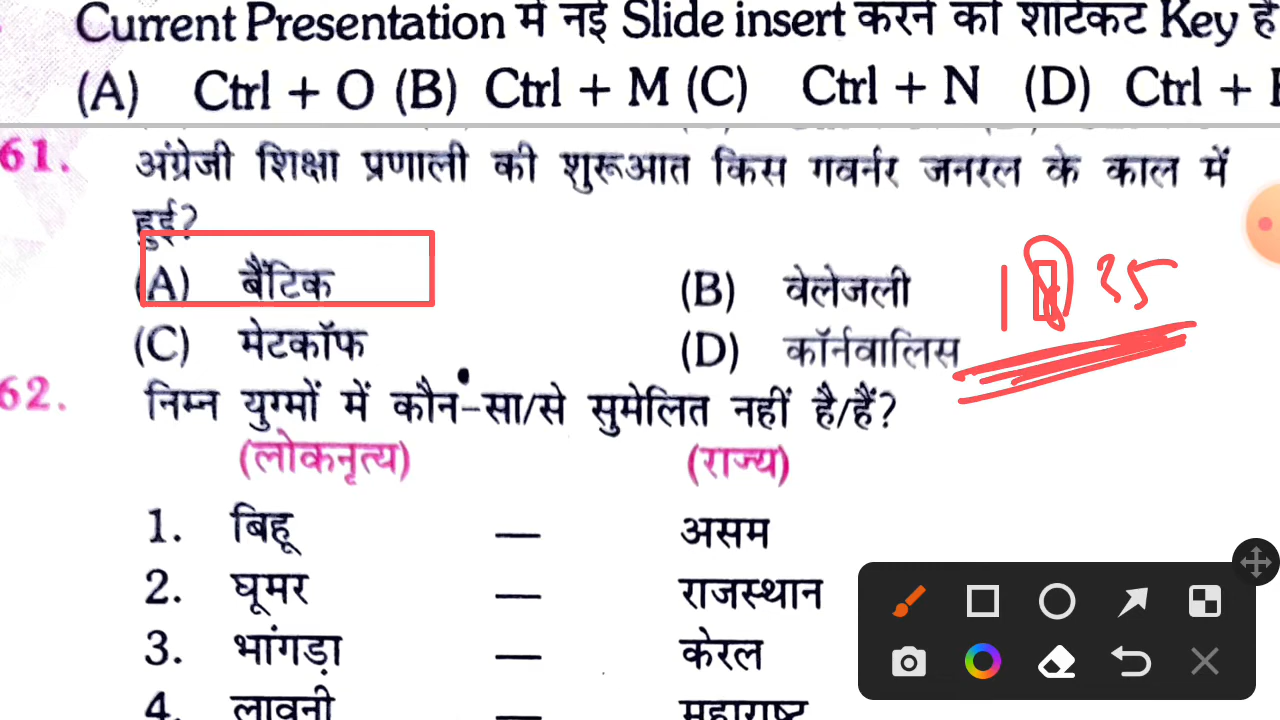 Current Presentation में नई Slide insert करने की शॉर्टकट Key है
(A) Ctrl + O (B) Ctrl + M (C) Ctrl + N (D) Ctrl +
61. अंग्रेजी शिक्षा प्रणाली की शुरूआत किस गवर्नर जनरल के काल में
हुई?
(A) बैंटिक (B) वेलेजली
(C) मेटकॉफ (D) कॉर्नवालिस
62. निम्न युग्मों में कौन-सा/से सुमेलित नहीं है/हैं?
(लोकनृत्य) (राज्य)
1. बिहू — असम
2. घूमर — राजस्थान
3. भांगड़ा — केरल
4. लावनी — महाराष्ट्र